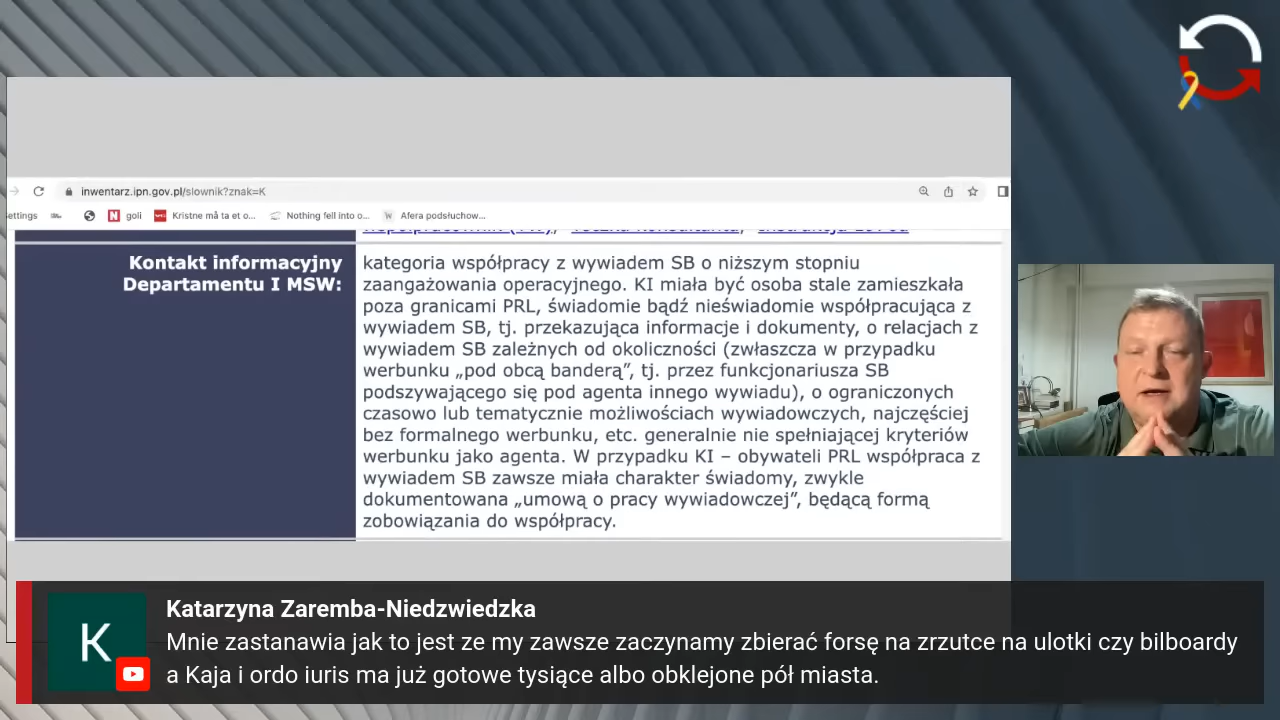 inwentarz.ipn.gov.pl/slownik?znak=K
ettings
goli
Kristne må ta et o...
Nothing fell into o...
Afera podsłuchow...
Kontakt informacyjny
Departamentu I MSW:
kategoria współpracy z wywiadem SB o niższym stopniu
zaangażowania operacyjnego. KI miała być osoba stale zamieszkała
poza granicami PRL, świadomie bądź nieświadomie współpracująca z
wywiadem SB, tj. przekazująca informacje i dokumenty, o relacjach z
wywiadem SB zależnych od okoliczności (zwłaszcza w przypadku
werbunku „pod obcą banderą”, tj. przez funkcjonariusza SB
podszywającego się pod agenta innego wywiadu), o ograniczonych
czasowo lub tematycznie możliwościach wywiadowczych, najczęściej
bez formalnego werbunku, etc. generalnie nie spełniającej kryteriów
werbunku jako agenta. W przypadku KI – obywateli PRL współpraca z
wywiadem SB zawsze miała charakter świadomy, zwykle
dokumentowana „umową o pracy wywiadowczej”, będącą formą
zobowiązania do współpracy.
K
Katarzyna Zaremba-Niedzwiedzka
Mnie zastanawia jak to jest ze my zawsze zaczynamy zbierać forsę na zrzutce na ulotki czy bilboardy
a Kaja i ordo iuris ma już gotowe tysiące albo obklejone pół miasta.